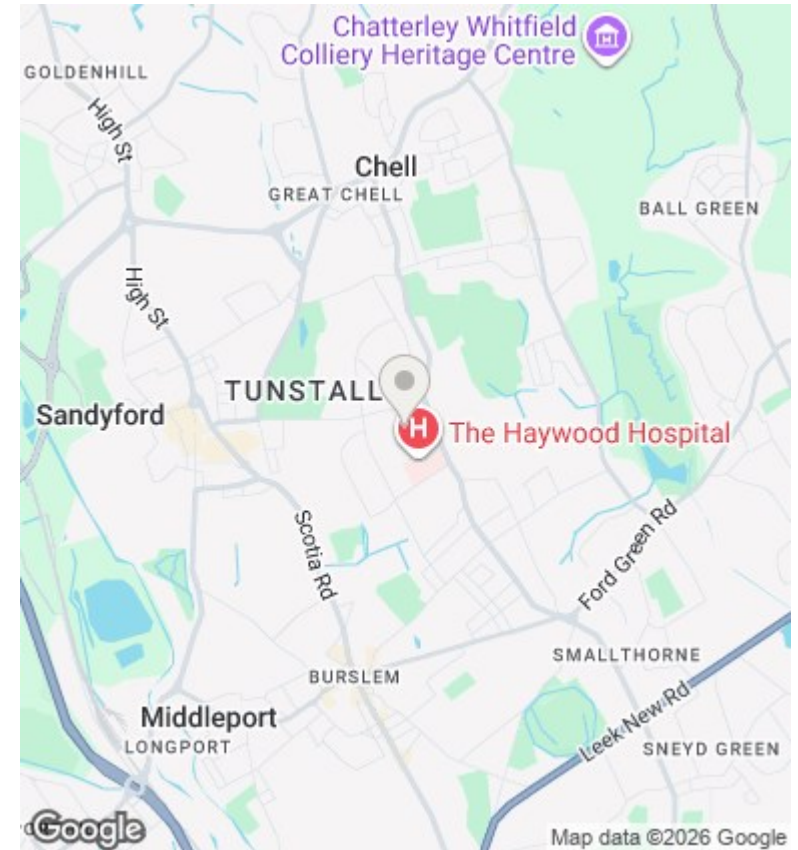 Chatterley Whitfield
Colliery Heritage Centre
GOLDENHILL
High St
Chell
GREAT CHELL
BALL GREEN
High St
TUNSTALL
Sandyford
H
The Haywood Hospital
Scotia Rd
Ford Green Rd
SMALLTHORNE
BURSLEM
Middleport
LONGPORT
Leek New Rd
SNEYD GREEN
Google
Map data ©2026 Google